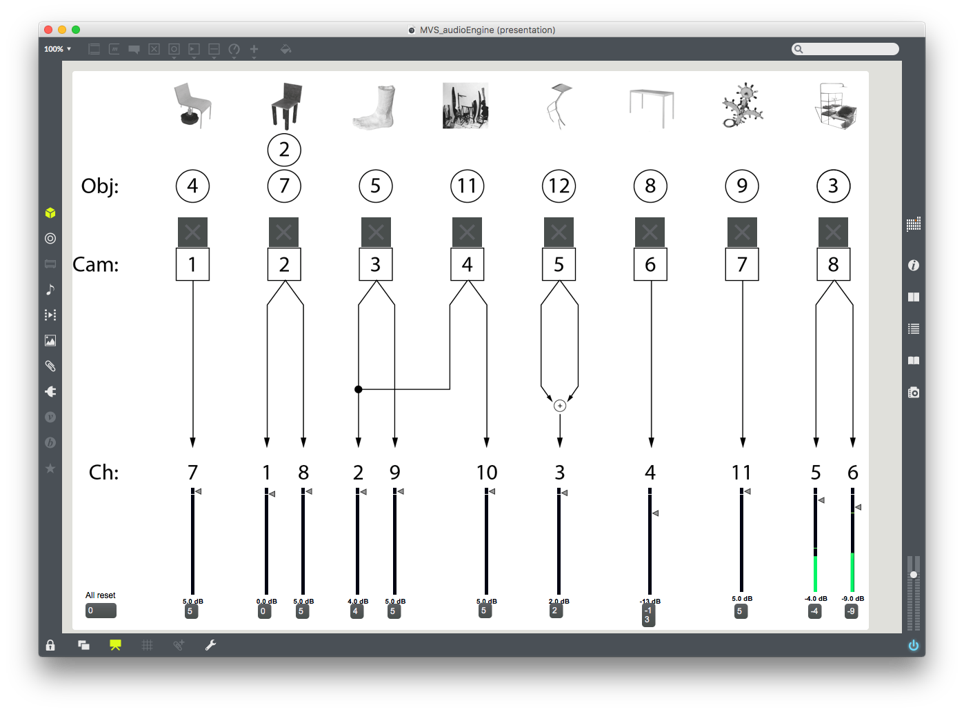 MVS_audioEngine (presentation)
100%
2
Obj: 4 7 5 11 12 8 9 3
Cam: 1 2 3 4 5 6 7 8
+
Ch: 7 1 8 2 9 10 3 4 11 5 6
All reset
5.0 dB 0.0 dB 5.0 dB 4.0 dB 5.0 dB 5.0 dB 2.0 dB -13 dB 5.0 dB -4.0 dB -9.0 dB
0 5 0 5 4 5 5 2 -1 5 -4 -9
3